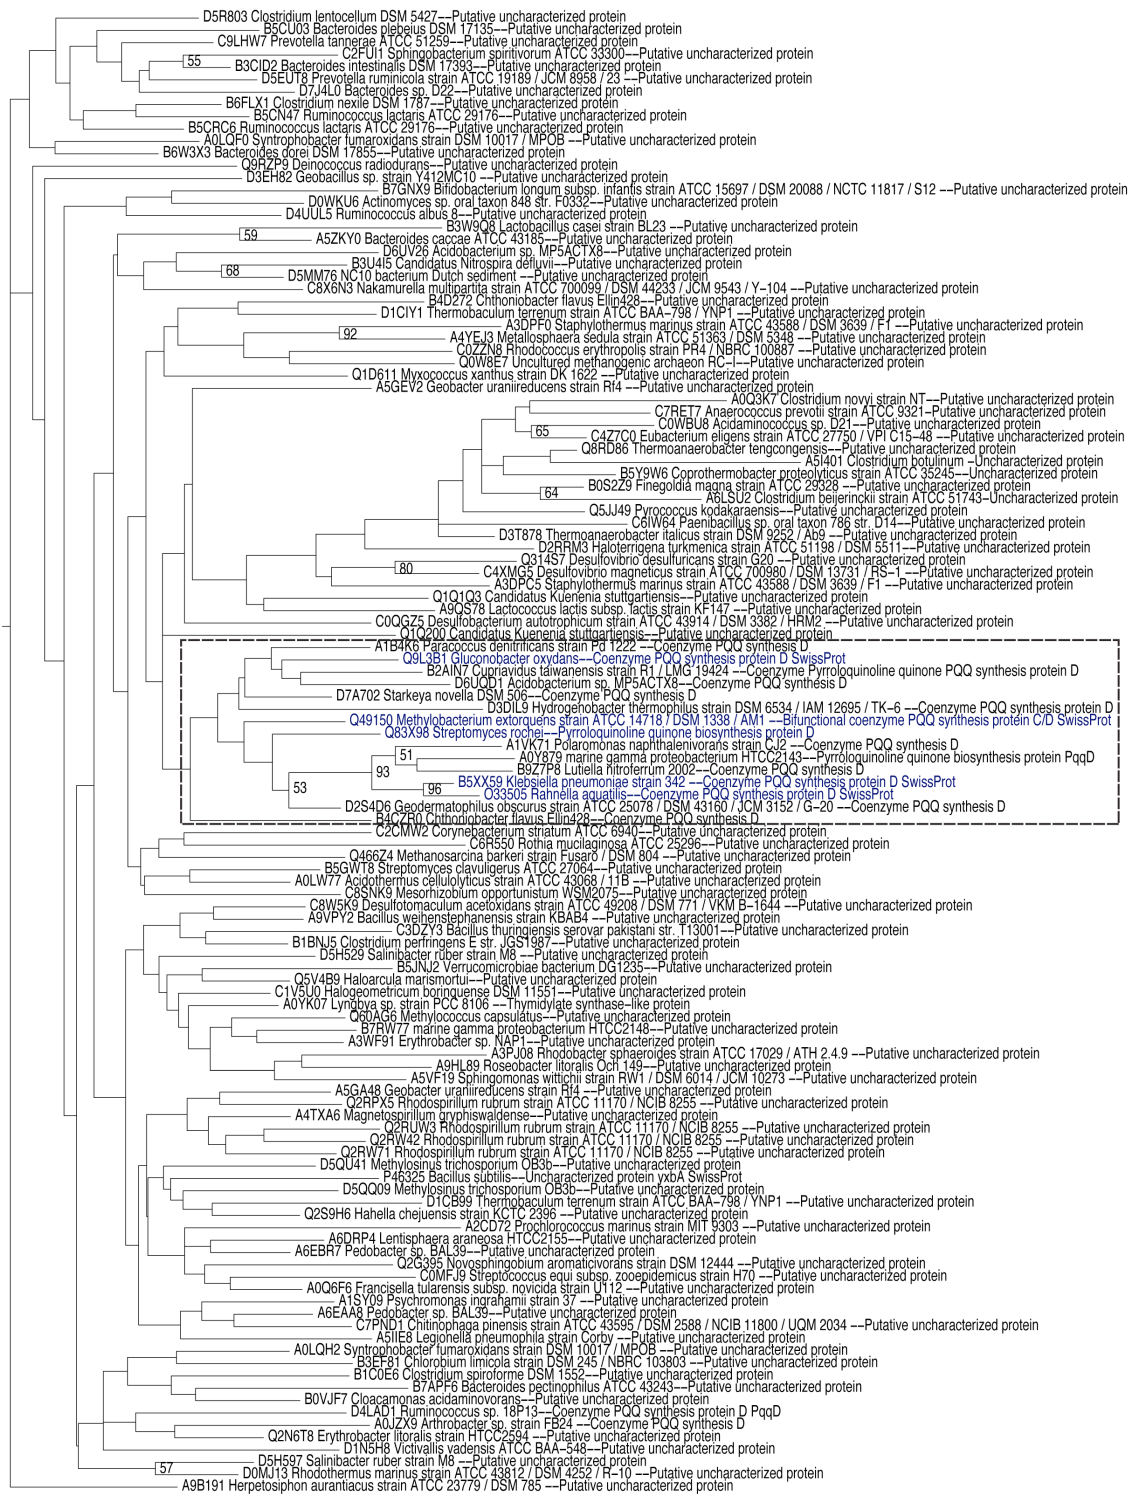 D5R803 Clostridium lentocellum DSM 5427--Putative uncharacterized protein
B5CU03 Bacteroides plebeius DSM 17135--Putative uncharacterized protein
C9LHW7 Prevotella tannerae ATCC 51259--Putative uncharacterized protein
C2FUI1 Sphingobacterium spiritivorum ATCC 33300--Putative uncharacterized protein
55
B3CID2 Bacteroides intestinalis DSM 17393--Putative uncharacterized protein
D5EUT8 Prevotella ruminicola strain ATCC 19189 / JCM 8958 / 23 --Putative uncharacterized protein
D7J4L0 Bacteroides sp. D22--Putative uncharacterized protein
B6FLX1 Clostridium nexile DSM 1787--Putative uncharacterized protein
B5CN47 Ruminococcus lactaris ATCC 29176--Putative uncharacterized protein
B5CRC6 Ruminococcus lactaris ATCC 29176--Putative uncharacterized protein
A0LQF0 Syntrophobacter fumaroxidans strain DSM 10017 / MPOB --Putative uncharacterized protein
B6W3X3 Bacteroides dorei DSM 17855--Putative uncharacterized protein
Q9RZP9 Deinococcus radiodurans--Putative uncharacterized protein
D3EH82 Geobacillus sp. strain Y412MC10 --Putative uncharacterized protein
B7GNX9 Bifidobacterium longum subsp. infantis strain ATCC 15697 / DSM 20088 / NCTC 11817 / S12 --Putative uncharacterized protein
D0WKU6 Actinomyces sp. oral taxon 848 str. F0332--Putative uncharacterized protein
D4UUL5 Ruminococcus albus 8--Putative uncharacterized protein
B3W9Q8 Lactobacillus casei strain BL23 --Putative uncharacterized protein
59
A5ZKY0 Bacteroides caccae ATCC 43185--Putative uncharacterized protein
D6UV26 Acidobacterium sp. MP5ACTX8--Putative uncharacterized protein
B3U4I5 Candidatus Nitrospira defluvii--Putative uncharacterized protein
68
D5MM76 NC10 bacterium Dutch sediment --Putative uncharacterized protein
C8X6N3 Nakamurella multipartita strain ATCC 700099 / DSM 44233 / JCM 9543 / Y-104 --Putative uncharacterized protein
B4D272 Chthoniobacter flavus Ellin428--Putative uncharacterized protein
D1CIY1 Thermobaculum terrenum strain ATCC BAA-798 / YNP1 --Putative uncharacterized protein
A3DPF0 Staphylothermus marinus strain ATCC 43588 / DSM 3639 / F1 --Putative uncharacterized protein
92
A4YEJ3 Metallosphaera sedula strain ATCC 51363 / DSM 5348 --Putative uncharacterized protein
C0ZZN8 Rhodococcus erythropolis strain PR4 / NBRC 100887 --Putative uncharacterized protein
Q0W8E7 Uncultured methanogenic archaeon RC-I--Putative uncharacterized protein
Q1D611 Myxococcus xanthus strain DK 1622 --Putative uncharacterized protein
A5GEV2 Geobacter uraniireducens strain Rf4 --Putative uncharacterized protein
A0Q3K7 Clostridium novyi strain NT--Putative uncharacterized protein
C7RET7 Anaerococcus prevotii strain ATCC 9321-Putative uncharacterized protein
C0WBU8 Acidaminococcus sp. D21--Putative uncharacterized protein
65
C4Z7C0 Eubacterium eligens strain ATCC 27750 / VPI C15-48 --Putative uncharacterized protein
Q8RD86 Thermoanaerobacter tengcongensis--Putative uncharacterized protein
A5I401 Clostridium botulinum -Uncharacterized protein
B5Y9W6 Coprothermobacter proteolyticus strain ATCC 35245--Uncharacterized protein
B0S2Z9 Finegoldia magna strain ATCC 29328 --Putative uncharacterized protein
64
A6LSU2 Clostridium beijerinckii strain ATCC 51743-Uncharacterized protein
Q5JJ49 Pyrococcus kodakaraensis--Putative uncharacterized protein
C6IW64 Paenibacillus sp. oral taxon 786 str. D14--Putative uncharacterized protein
D3T878 Thermoanaerobacter italicus strain DSM 9252 / Ab9 --Putative uncharacterized protein
D2RRM3 Haloterrigena turkmenica strain ATCC 51198 / DSM 5511--Putative uncharacterized protein
Q314S7 Desulfovibrio desulfuricans strain G20 --Putative uncharacterized protein
80
C4XMG5 Desulfovibrio magneticus strain ATCC 700980 / DSM 13731 / RS-1 --Putative uncharacterized protein
A3DPC5 Staphylothermus marinus strain ATCC 43588 / DSM 3639 / F1 --Putative uncharacterized protein
Q1Q1Q3 Candidatus Kuenenia stuttgartiensis--Putative uncharacterized protein
A9QS78 Lactococcus lactis subsp. lactis strain KF147 --Putative uncharacterized protein
C0QGZ5 Desulfobacterium autotrophicum strain ATCC 43914 / DSM 3382 / HRM2 --Putative uncharacterized protein
Q1Q200 Candidatus Kuenenia stuttgartiensis--Putative uncharacterized protein
A1B4K6 Paracoccus denitrificans strain Pd 1222 --Coenzyme PQQ synthesis D
Q9L3B1 Gluconobacter oxydans--Coenzyme PQQ synthesis protein D SwissProt
B2AIN7 Cupriavidus taiwanensis strain R1 / LMG 19424 --Coenzyme Pyrroloquinoline quinone PQQ synthesis protein D
D6UQD1 Acidobacterium sp. MP5ACTX8--Coenzyme PQQ synthesis D
D7A702 Starkeya novella DSM 506--Coenzyme PQQ synthesis D
D3DIL9 Hydrogenobacter thermophilus strain DSM 6534 / IAM 12695 / TK-6 --Coenzyme PQQ synthesis protein D
Q49150 Methylobacterium extorquens strain ATCC 14718 / DSM 1338 / AM1 --Bifunctional coenzyme PQQ synthesis protein C/D SwissProt
Q83X98 Streptomyces rochei--Pyrroloquinoline quinone biosynthesis protein D
A1VK71 Polaromonas naphthalenivorans strain CJ2 --Coenzyme PQQ synthesis D
51
A0Y879 marine gamma proteobacterium HTCC2143--Pyrroloquinoline quinone biosynthesis protein PqqD
93
B9Z7P8 Lutiella nitroferrum 2002--Coenzyme PQQ synthesis D
B5XX59 Klebsiella pneumoniae strain 342 --Coenzyme PQQ synthesis protein D SwissProt
53
96
O33505 Rahnella aquatilis--Coenzyme PQQ synthesis protein D SwissProt
D2S4D6 Geodermatophilus obscurus strain ATCC 25078 / DSM 43160 / JCM 3152 / G-20 --Coenzyme PQQ synthesis D
B4CZR0 Chthoniobacter flavus Ellin428--Coenzyme PQQ synthesis D
C2CMW2 Corynebacterium striatum ATCC 6940--Putative uncharacterized protein
C6R550 Rothia mucilaginosa ATCC 25296--Putative uncharacterized protein
Q466Z4 Methanosarcina barkeri strain Fusaro / DSM 804 --Putative uncharacterized protein
B5GWT8 Streptomyces clavuligerus ATCC 27064--Putative uncharacterized protein
A0LW77 Acidothermus cellulolyticus strain ATCC 43068 / 11B --Putative uncharacterized protein
C8SNK9 Mesorhizobium opportunistum WSM2075--Putative uncharacterized protein
C8W5K9 Desulfotomaculum acetoxidans strain ATCC 49208 / DSM 771 / VKM B-1644 --Putative uncharacterized protein
A9VPY2 Bacillus weihenstephanensis strain KBAB4 --Putative uncharacterized protein
C3DZY3 Bacillus thuringiensis serovar pakistani str. T13001--Putative uncharacterized protein
B1BNJ5 Clostridium perfringens E str. JGS1987--Putative uncharacterized protein
D5H529 Salinibacter ruber strain M8 --Putative uncharacterized protein
B5JNJ2 Verrucomicrobiae bacterium DG1235--Putative uncharacterized protein
Q5V4B9 Haloarcula marismortui--Putative uncharacterized protein
C1V5U0 Halogeometricum borinquense DSM 11551--Putative uncharacterized protein
A0YK07 Lyngbya sp. strain PCC 8106 --Thymidylate synthase-like protein
Q60AG6 Methylococcus capsulatus--Putative uncharacterized protein
B7RW77 marine gamma proteobacterium HTCC2148--Putative uncharacterized protein
A3WF91 Erythrobacter sp. NAP1--Putative uncharacterized protein
A3PJ08 Rhodobacter sphaeroides strain ATCC 17029 / ATH 2.4.9 --Putative uncharacterized protein
A9HL89 Roseobacter litoralis Och 149--Putative uncharacterized protein
A5VF19 Sphingomonas wittichii strain RW1 / DSM 6014 / JCM 10273 --Putative uncharacterized protein
A5GA48 Geobacter uraniireducens strain Rf4 --Putative uncharacterized protein
Q2RPX5 Rhodospirillum rubrum strain ATCC 11170 / NCIB 8255 --Putative uncharacterized protein
A4TXA6 Magnetospirillum gryphiswaldense--Putative uncharacterized protein
Q2RUW3 Rhodospirillum rubrum strain ATCC 11170 / NCIB 8255 --Putative uncharacterized protein
Q2RW42 Rhodospirillum rubrum strain ATCC 11170 / NCIB 8255 --Putative uncharacterized protein
Q2RW71 Rhodospirillum rubrum strain ATCC 11170 / NCIB 8255 --Putative uncharacterized protein
D5QU41 Methylosinus trichosporium OB3b--Putative uncharacterized protein
P46325 Bacillus subtilis--Uncharacterized protein yxbA SwissProt
D5QQ09 Methylosinus trichosporium OB3b--Putative uncharacterized protein
D1CB99 Thermobaculum terrenum strain ATCC BAA-798 / YNP1 --Putative uncharacterized protein
Q2S9H6 Hahella chejuensis strain KCTC 2396 --Putative uncharacterized protein
A2CD72 Prochlorococcus marinus strain MIT 9303 --Putative uncharacterized protein
A6DRP4 Lentisphaera araneosa HTCC2155--Putative uncharacterized protein
A6EBR7 Pedobacter sp. BAL39--Putative uncharacterized protein
Q2G395 Novosphingobium aromaticivorans strain DSM 12444 --Putative uncharacterized protein
C0MFJ9 Streptococcus equi subsp. zooepidemicus strain H70 --Putative uncharacterized protein
A0Q6F6 Francisella tularensis subsp. novicida strain U112 --Putative uncharacterized protein
A1SY09 Psychromonas ingrahamii strain 37 --Putative uncharacterized protein
A6EAA8 Pedobacter sp. BAL39--Putative uncharacterized protein
C7PND1 Chitinophaga pinensis strain ATCC 43595 / DSM 2588 / NCIB 11800 / UQM 2034 --Putative uncharacterized protein
A5IIE8 Legionella pneumophila strain Corby --Putative uncharacterized protein
A0LQH2 Syntrophobacter fumaroxidans strain DSM 10017 / MPOB --Putative uncharacterized protein
B3EF81 Chlorobium limicola strain DSM 245 / NBRC 103803 --Putative uncharacterized protein
B1C0E6 Clostridium spiroforme DSM 1552--Putative uncharacterized protein
B7APF6 Bacteroides pectinophilus ATCC 43243--Putative uncharacterized protein
B0VJF7 Cloacamonas acidaminovorans--Putative uncharacterized protein
D4LAD1 Ruminococcus sp. 18P13--Coenzyme PQQ synthesis protein D PqqD
A0JZX9 Arthrobacter sp. strain FB24 --Coenzyme PQQ synthesis D
Q2N6T8 Erythrobacter litoralis strain HTCC2594 --Putative uncharacterized protein
D1N5H8 Victivallis vadensis ATCC BAA-548--Putative uncharacterized protein
D5H597 Salinibacter ruber strain M8 --Putative uncharacterized protein
57
D0MJ13 Rhodothermus marinus strain ATCC 43812 / DSM 4252 / R-10 --Putative uncharacterized protein
A9B191 Herpetosiphon aurantiacus strain ATCC 23779 / DSM 785 --Putative uncharacterized protein